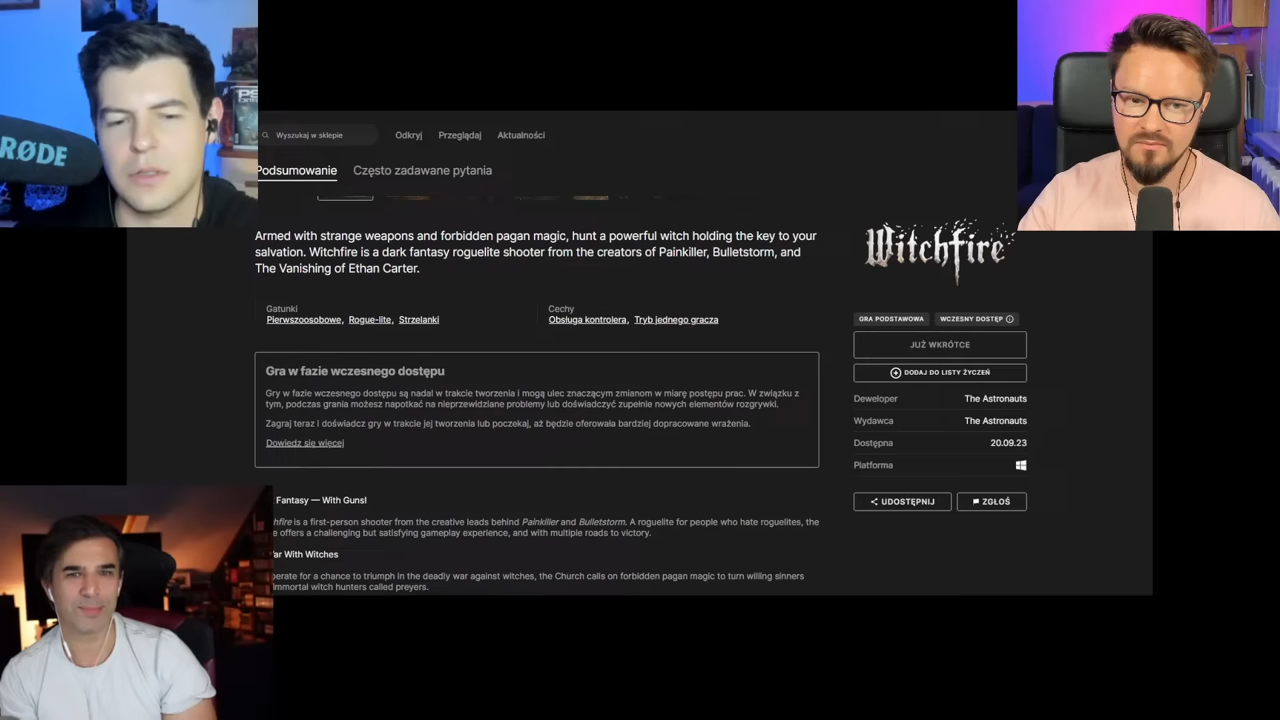 RØDE
PS
Wyszukaj w sklepie
Odkryj
Przeglądaj
Aktualności
Podsumowanie
Często zadawane pytania
Armed with strange weapons and forbidden pagan magic, hunt a powerful witch holding the key to your
salvation. Witchfire is a dark fantasy roguelite shooter from the creators of Painkiller, Bulletstorm, and
The Vanishing of Ethan Carter.
Gatunki
Pierwszoosobowe, Rogue-lite, Strzelanki
Cechy
Obsługa kontrolera, Tryb jednego gracza
Gra w fazie wczesnego dostępu
Gry w fazie wczesnego dostępu są nadal w trakcie tworzenia i mogą ulec znaczącym zmianom w miarę postępu prac. W związku z
tym, podczas grania możesz napotkać na nieprzewidziane problemy lub doświadczyć zupełnie nowych elementów rozgrywki.
Zagraj teraz i doświadcz gry w trakcie jej tworzenia lub poczekaj, aż będzie oferowała bardziej dopracowane wrażenia.
Dowiedz się więcej
Fantasy — With Guns!
hfire is a first-person shooter from the creative leads behind Painkiller and Bulletstorm. A roguelite for people who hate roguelites, the
e offers a challenging but satisfying gameplay experience, and with multiple roads to victory.
ar With Witches
perate for a chance to triumph in the deadly war against witches, the Church calls on forbidden pagan magic to turn willing sinners
immortal witch hunters called preyers.
Witchfire
GRA PODSTAWOWA
WCZESNY DOSTĘP
JUŻ WKRÓTCE
DODAJ DO LISTY ŻYCZEŃ
Deweloper The Astronauts
Wydawca The Astronauts
Dostępna 20.09.23
Platforma
UDOSTĘPNIJ
ZGŁOŚ